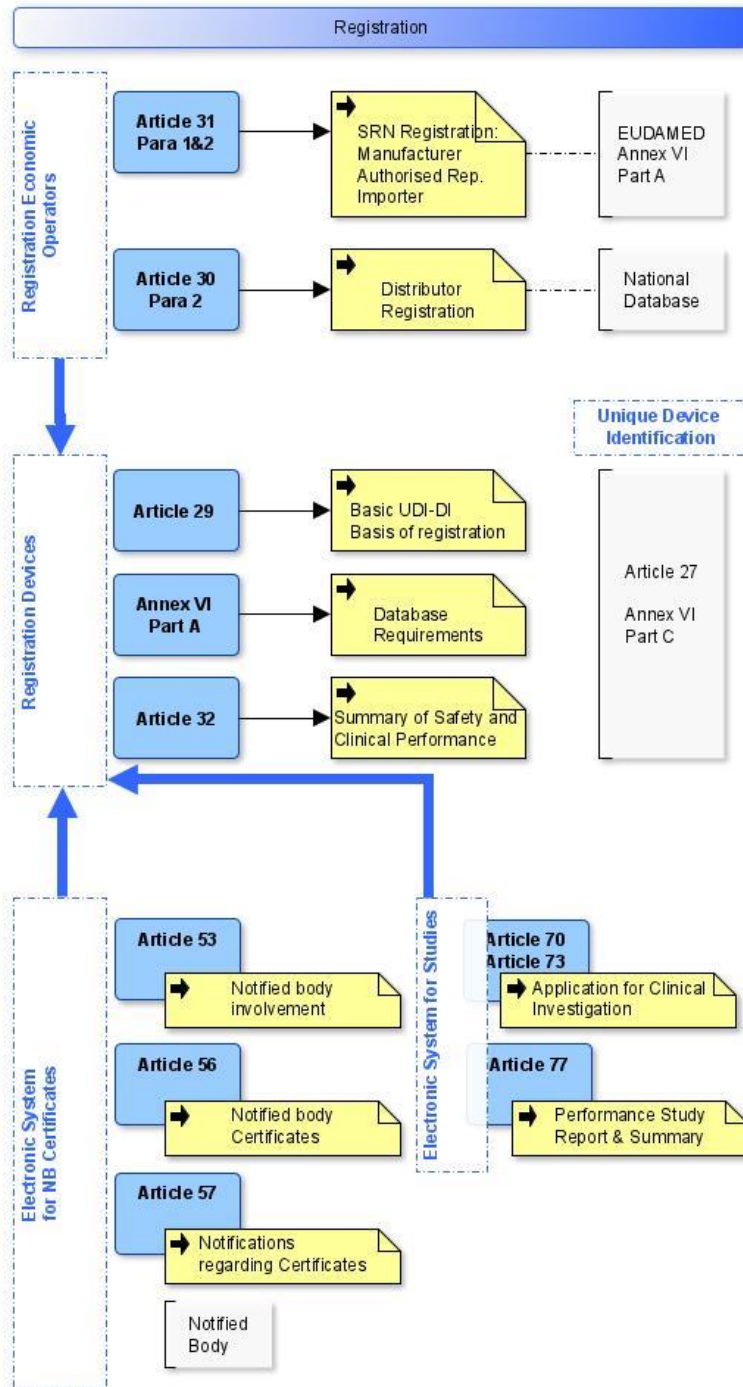 Registration
Registration Economic
Operators
Article 31
Para 1&2
SRN Registration:
Manufacturer
Authorised Rep.
Importer
EUDAMED
Annex VI
Part A
Article 30
Para 2
Distributor
Registration
National
Database
Unique Device
Identification
Registration Devices
Article 29
Basic UDI-DI
Basis of registration
Annex VI
Part A
Database
Requirements
Article 32
Summary of Safety and
Clinical Performance
Article 27
Annex VI
Part C
Electronic System
for NB Certificates
Article 53
Notified body
involvement
Article 56
Notified body
Certificates
Article 57
Notifications
regarding Certificates
Notified
Body
Electronic System for Studies
Article 70
Article 73
Application for Clinical
Investigation
Article 77
Performance Study
Report & Summary